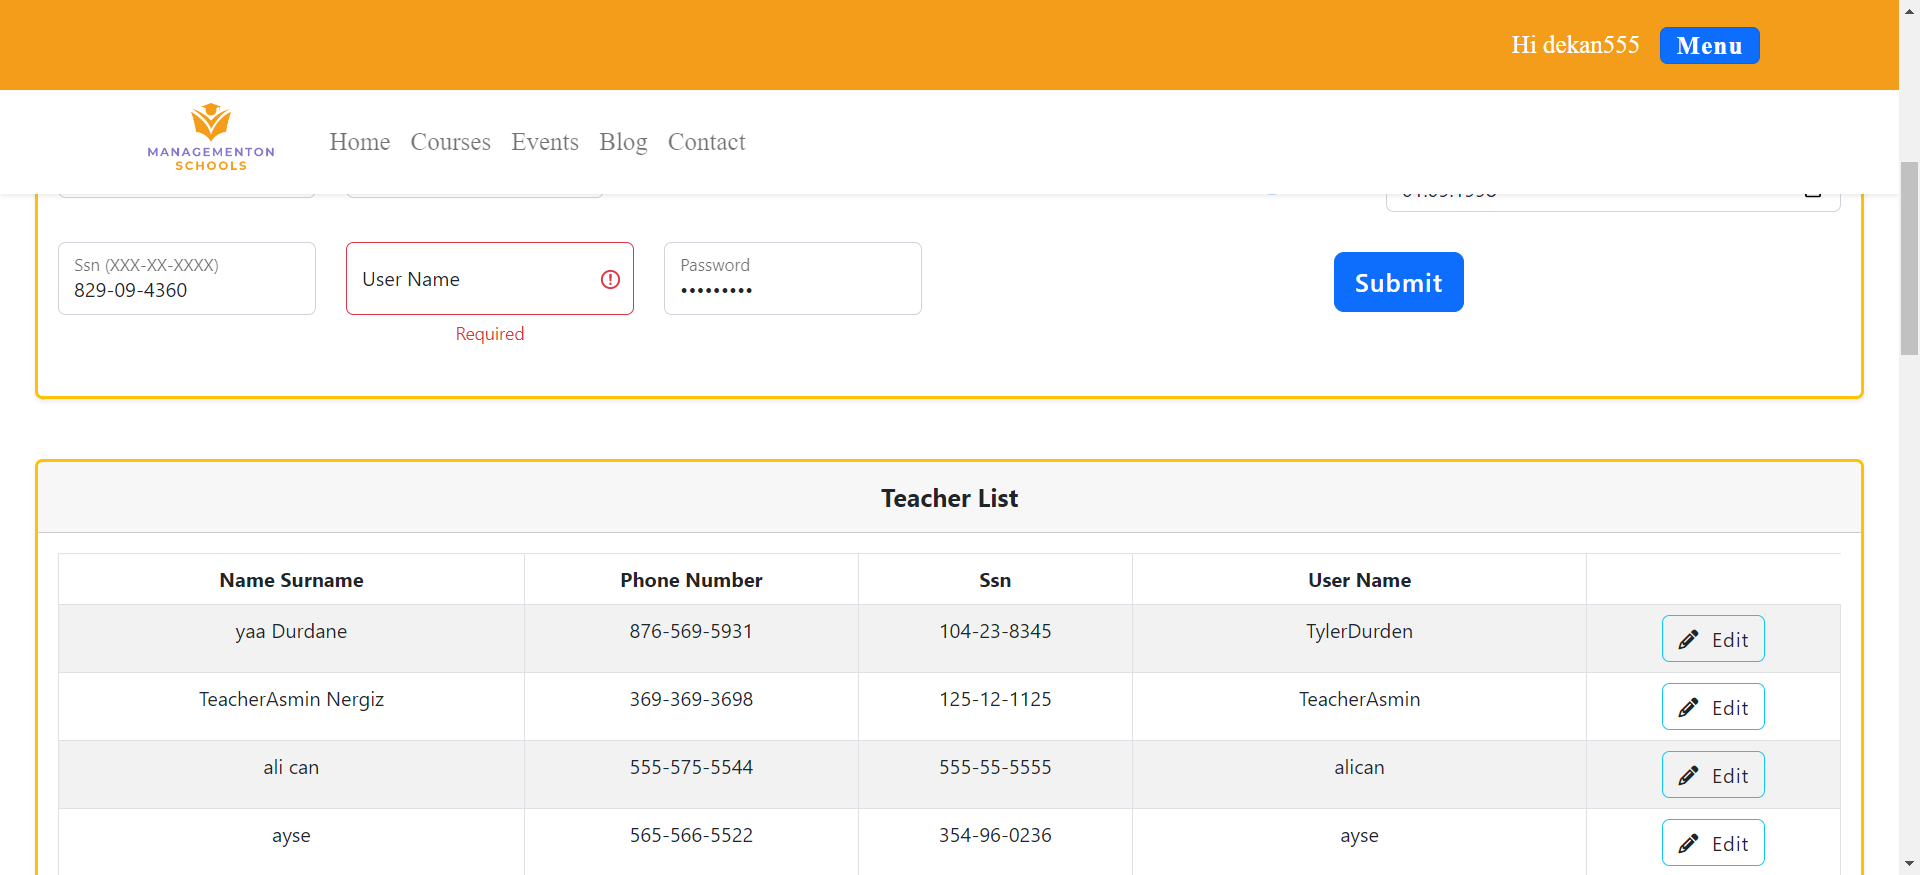 Hi dekan555 Menu
MANAGEMENTON
SCHOOLS
Home Courses Events Blog Contact
Ssn (XXX-XX-XXXX)
829-09-4360
User Name
Required
Password
•••••••••
Submit
Teacher List
Name Surname Phone Number Ssn User Name
yaa Durdane 876-569-5931 104-23-8345 TylerDurden Edit
TeacherAsmin Nergiz 369-369-3698 125-12-1125 TeacherAsmin Edit
ali can 555-575-5544 555-55-5555 alican Edit
ayse 565-566-5522 354-96-0236 ayse Edit